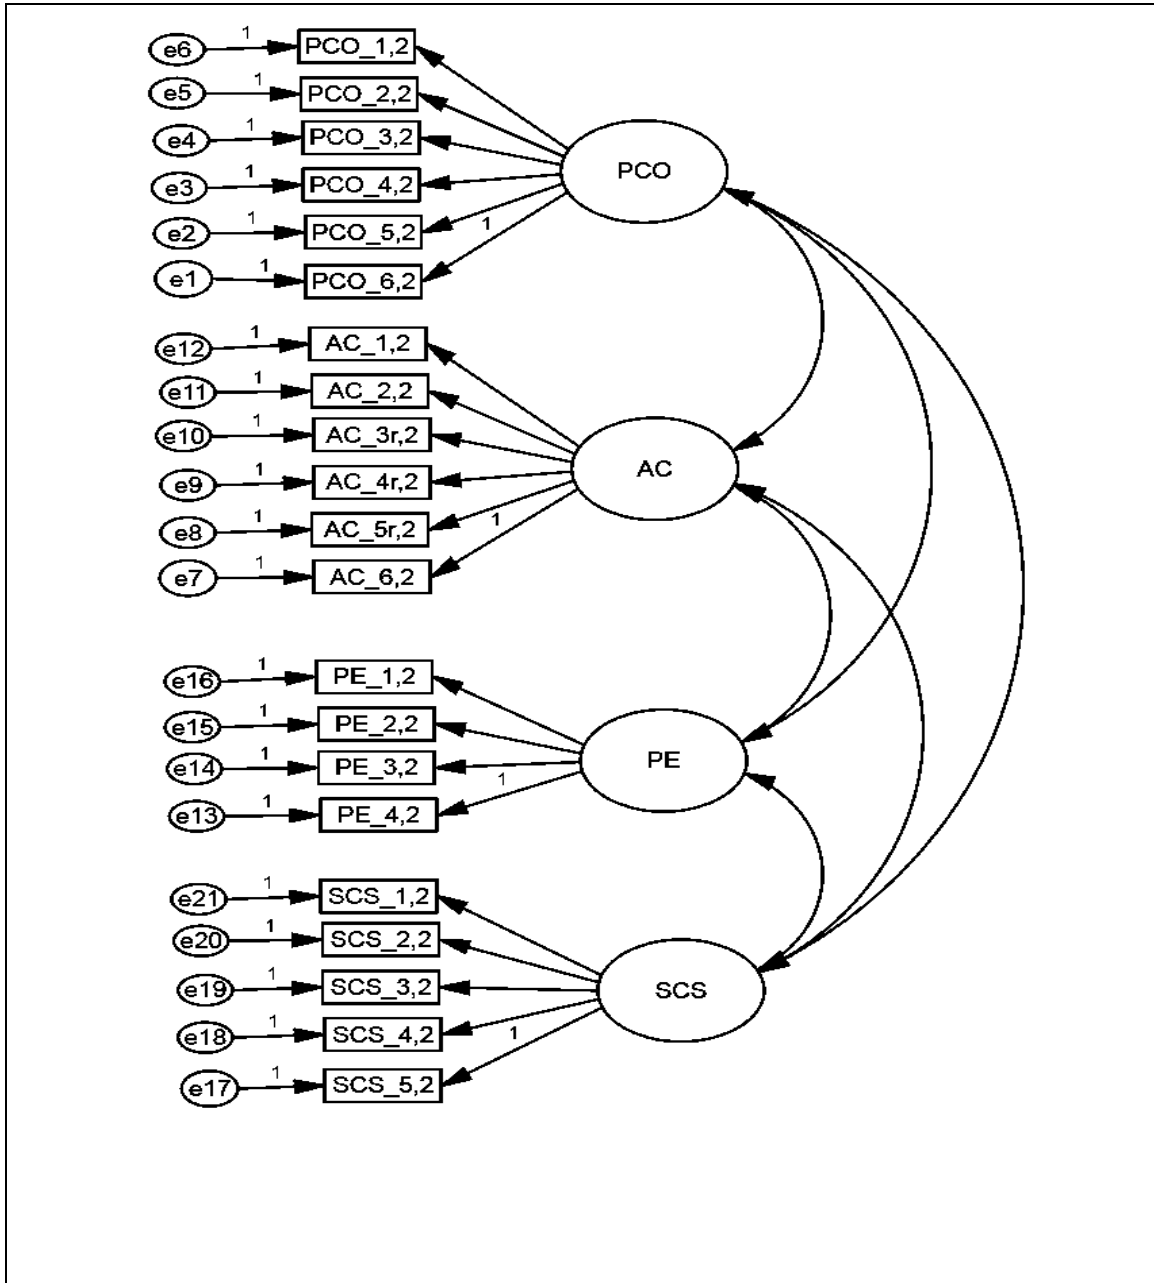 e6 1 PCO_1,2
e5 1 PCO_2,2
e4 1 PCO_3,2
PCO
e3 1 PCO_4,2
e2 1 PCO_5,2 1
e1 1 PCO_6,2
e12 1 AC_1,2
e11 1 AC_2,2
e10 1 AC_3r,2
AC
e9 1 AC_4r,2
e8 1 AC_5r,2 1
e7 1 AC_6,2
e16 1 PE_1,2
e15 1 PE_2,2
PE
e14 1 PE_3,2
1
e13 1 PE_4,2
e21 1 SCS_1,2
e20 1 SCS_2,2
e19 1 SCS_3,2
SCS
e18 1 SCS_4,2 1
e17 1 SCS_5,2